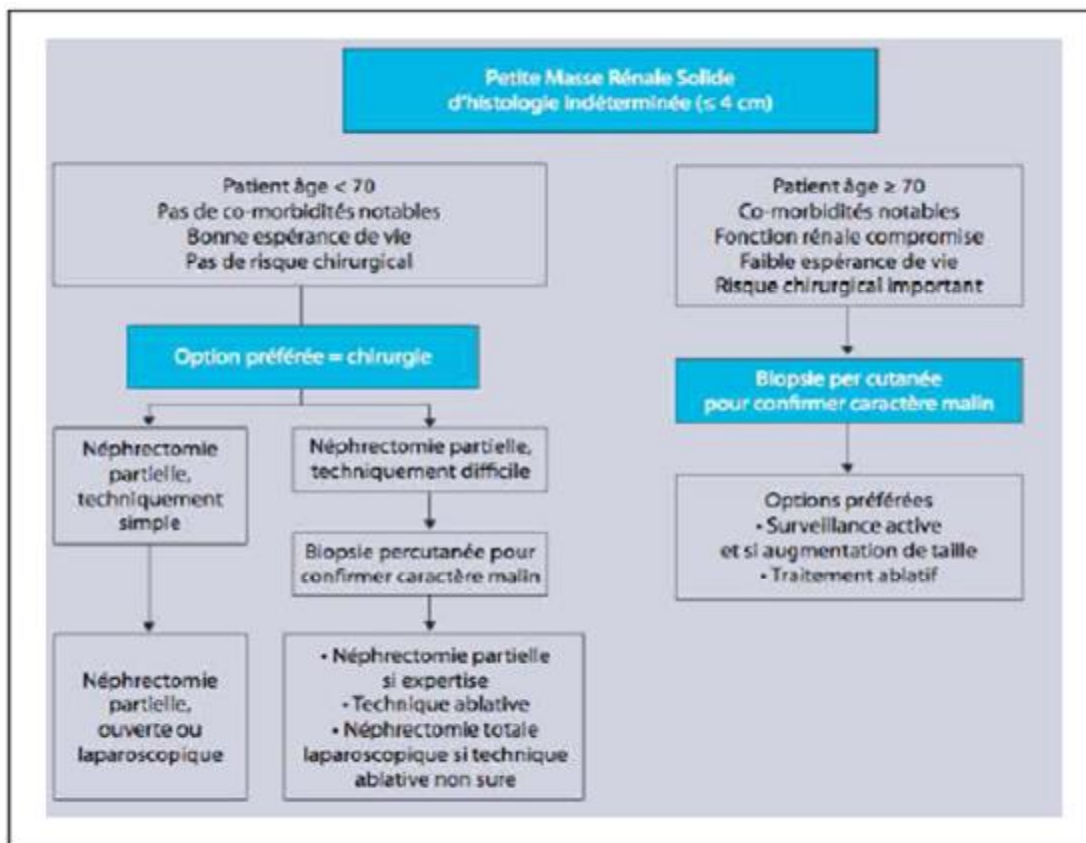 Petite Masse Rénale Solide
d'histologie indéterminée (≤ 4 cm)
Patient âge < 70
Pas de co-morbidités notables
Bonne espérance de vie
Pas de risque chirurgical
Patient âge ≥ 70
Co-morbidités notables
Fonction rénale compromise
Faible espérance de vie
Risque chirurgical important
Option préférée = chirurgie
Biopsie per cutanée
pour confirmer caractère malin
Néphrectomie
partielle,
techniquement
simple
Néphrectomie partielle,
techniquement difficile
Options préférées
• Surveillance active
et si augmentation de taille
• Traitement ablatif
Biopsie percutanée pour
confirmer caractère malin
Néphrectomie
partielle,
ouverte ou
laparoscopique
• Néphrectomie partielle
si expertise
• Technique ablative
• Néphrectomie totale
laparoscopique si technique
ablative non sure